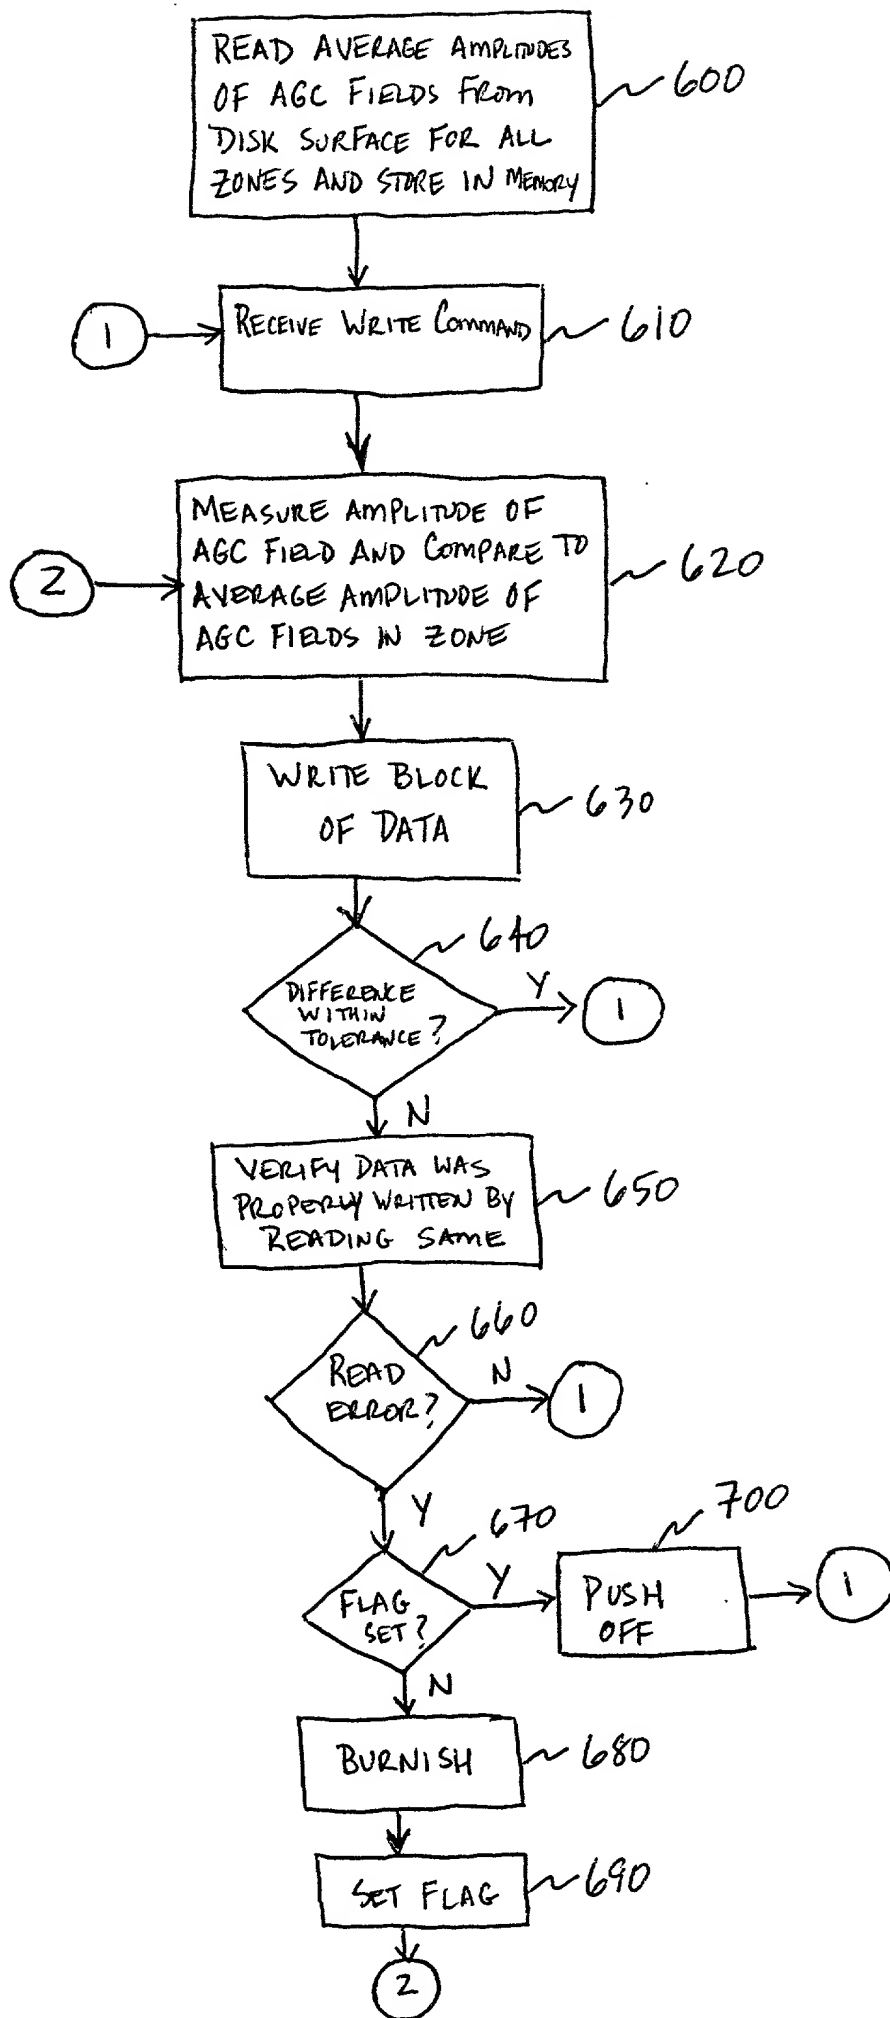 READ AVERAGE AMPLITUDES
OF AGC FIELDS FROM
DISK SURFACE FOR ALL
ZONES AND STORE IN MEMORY
600
1
RECEIVE WRITE COMMAND
610
MEASURE AMPLITUDE OF
AGC FIELD AND COMPARE TO
AVERAGE AMPLITUDE OF
AGC FIELDS IN ZONE
2
620
WRITE BLOCK
OF DATA
630
640
DIFFERENCE
WITHIN
TOLERANCE?
Y
1
N
VERIFY DATA WAS
PROPERLY WRITTEN BY
READING SAME
650
660
READ
ERROR?
N
1
Y
670
FLAG
SET?
Y
700
PUSH
OFF
1
N
BURNISH
680
SET FLAG
690
2